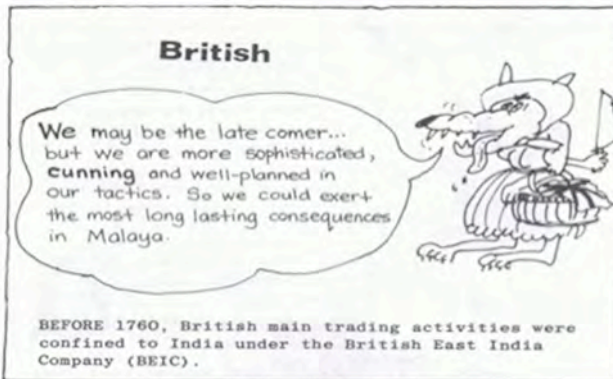 British
We may be the late comer...
but we are more sophisticated,
cunning and well-planned in
our tactics. So we could exert
the most long lasting consequences
in Malaya.
BEFORE 1760, British main trading activities were
confined to India under the British East India
Company (BEIC).